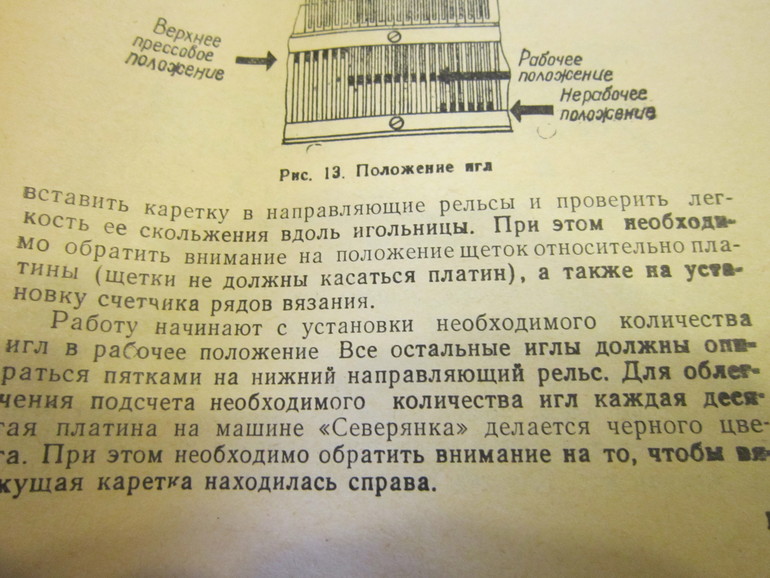 Верхнее
прессовое
положение
Рабочее
положение
Нерабочее
положение
Рис. 13. Положение игл
вставить каретку в направляющие рельсы и проверить лег-
кость ее скольжения вдоль игольницы. При этом необходи-
мо обратить внимание на положение щеток относительно пла-
тины (щетки не должны касаться платин), а также на уста-
новку счетчика рядов вязания.
Работу начинают с установки необходимого количества
игл в рабочее положение Все остальные иглы должны опи-
раться пятками на нижний направляющий рельс. Для облег-
чения подсчета необходимого количества игл каждая деся-
тая платина на машине «Северянка» делается черного цве-
та. При этом необходимо обратить внимание на то, чтобы вя-
жущая каретка находилась справа.